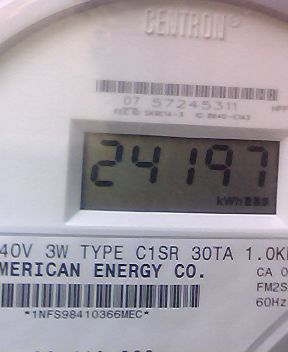 CENTRON®
07 57245311
24197
kWh
40V 3W TYPE C1SR 30TA 1.0K
MERICAN ENERGY CO.
CA 0
FM2S
60Hz
*1NFS98410366MEC*